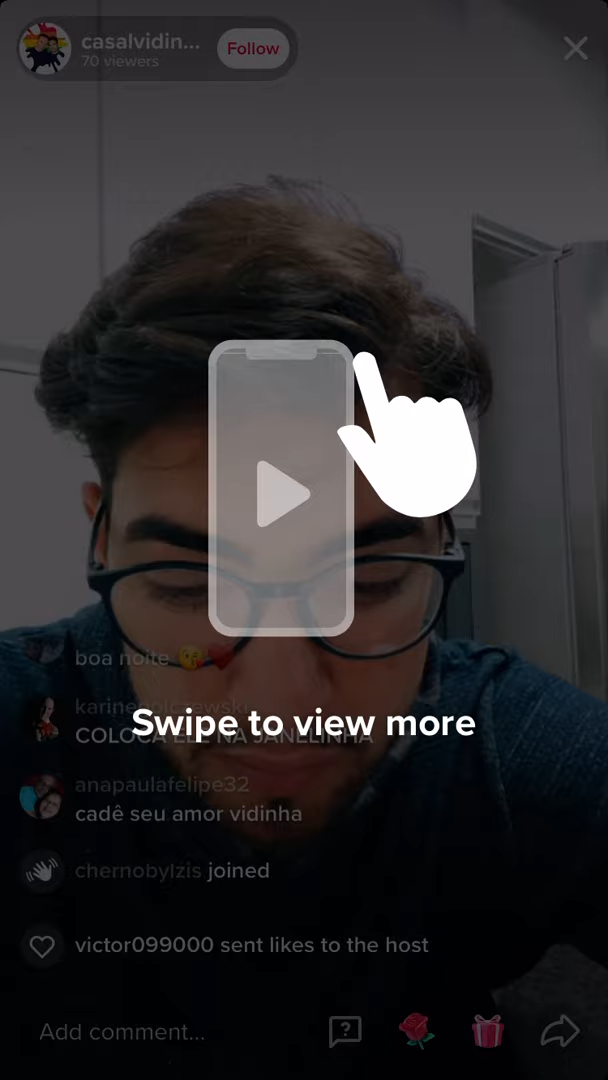 casalvidin...
70 viewers
Follow
boa noite 😘❤️
karinepolczewski
Swipe to view more
COLOCA ELE NA JANELINHA
anapaulafelipe32
cadê seu amor vidinha
chernobylzis joined
victor099000 sent likes to the host
Add comment...